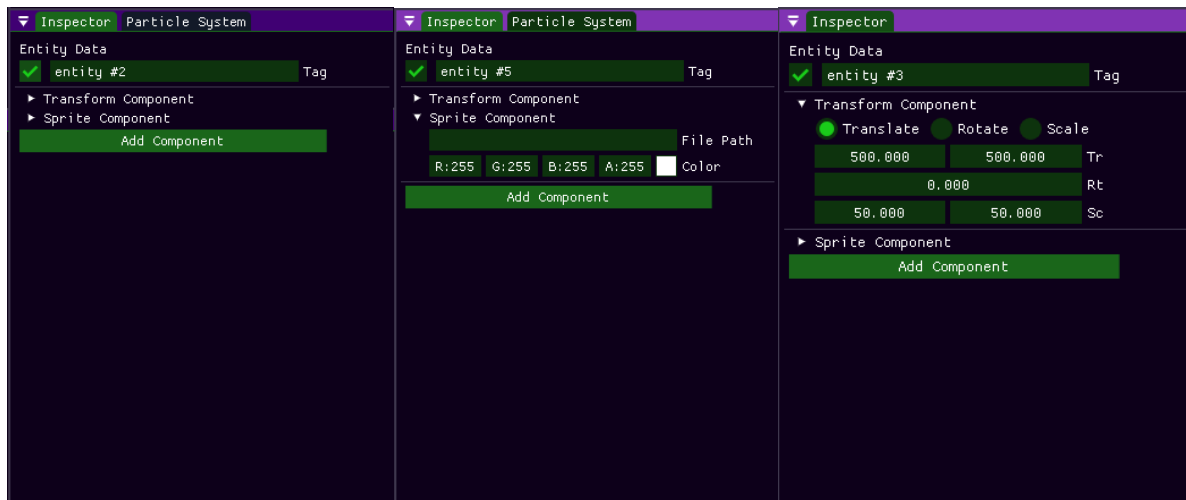 Inspector Particle System
Entity Data
entity #2 Tag
Transform Component
Sprite Component
Add Component
Inspector Particle System
Entity Data
entity #5 Tag
Transform Component
Sprite Component
File Path
R:255 G:255 B:255 A:255 Color
Add Component
Inspector
Entity Data
entity #3 Tag
Transform Component
Translate Rotate Scale
500.000 500.000 Tr
0.000 Rt
50.000 50.000 Sc
Sprite Component
Add Component